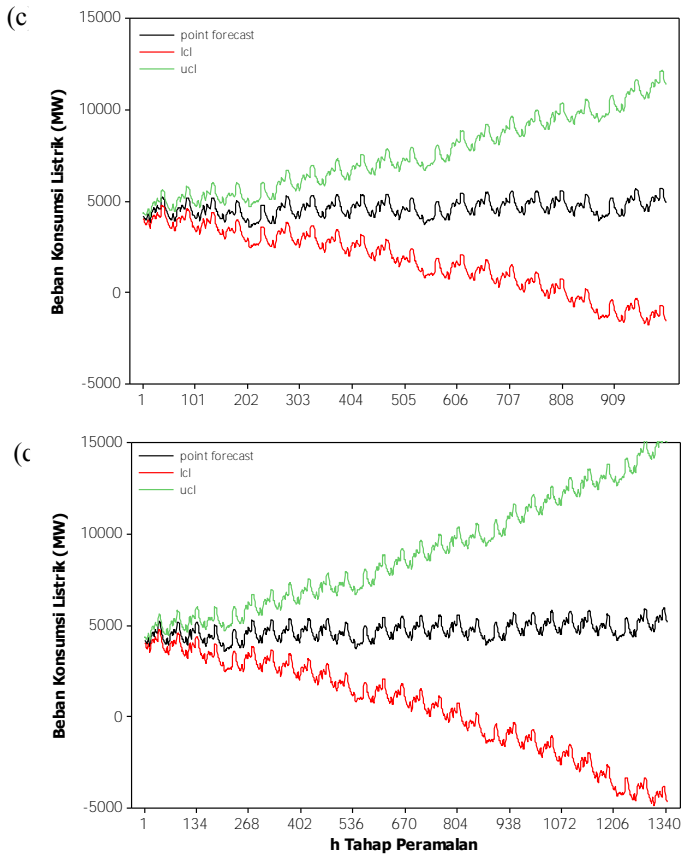 (c
15000
10000
5000
0
-5000
Beban Konsumsi Listrik (MW)
point forecast
lcl
ucl
1 101 202 303 404 505 606 707 808 909
(c
15000
10000
5000
0
-5000
Beban Konsumsi Listrik (MW)
point forecast
lcl
ucl
1 134 268 402 536 670 804 938 1072 1206 1340
h Tahap Peramalan